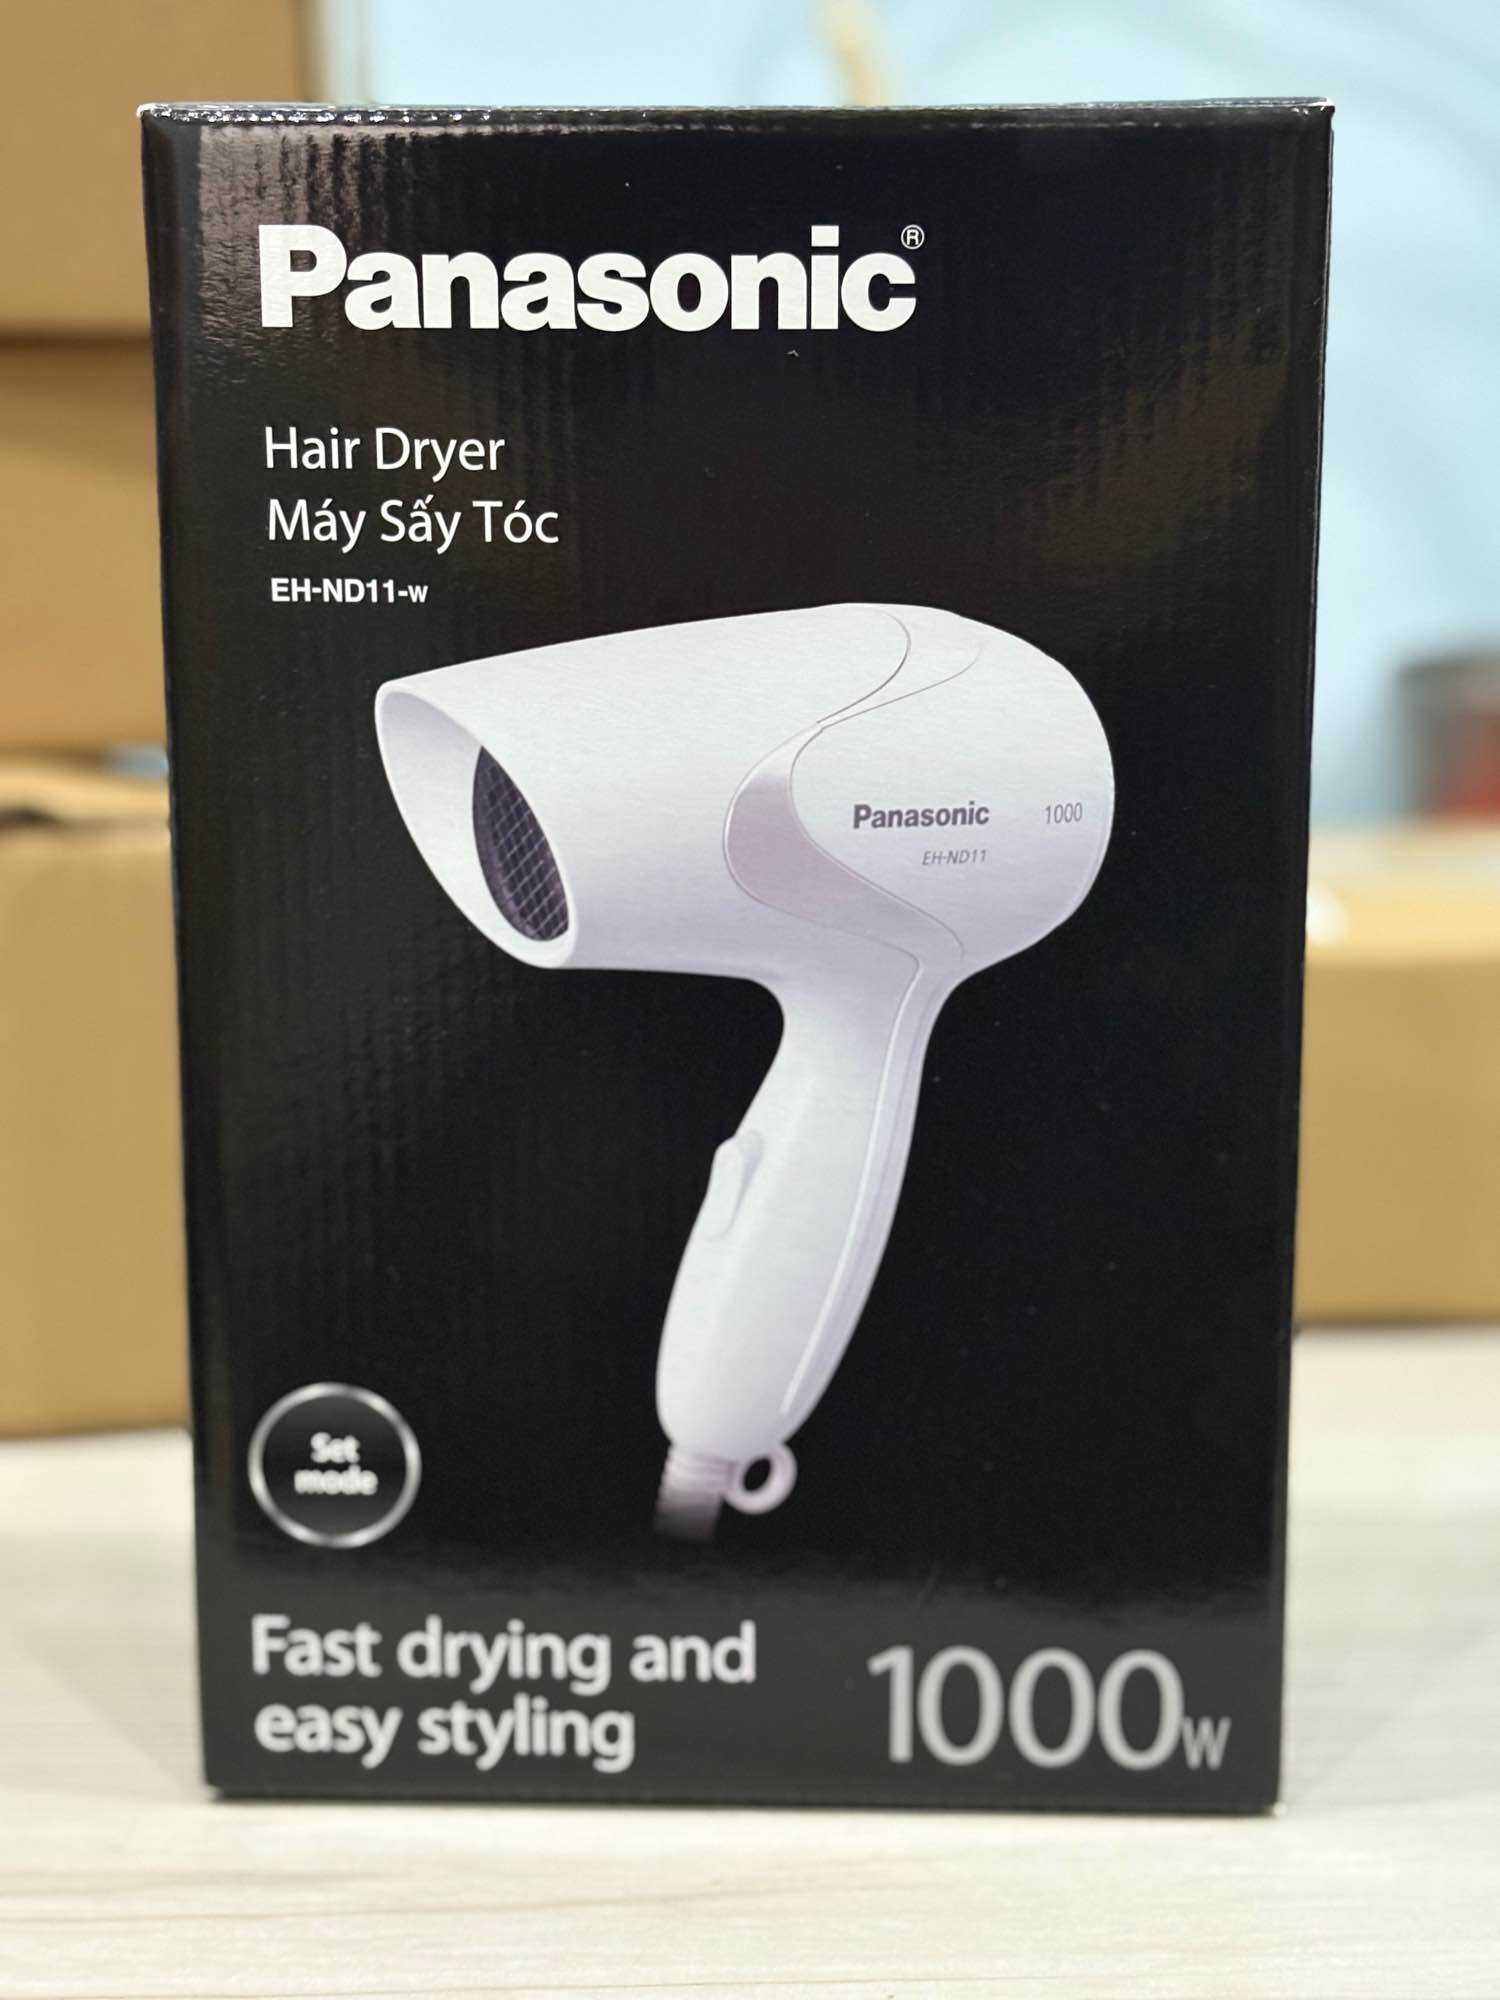 Panasonic®
Hair Dryer
Máy Sấy Tóc
EH-ND11-W
Panasonic 1000
EH-ND11
Set
mode
Fast drying and
easy styling
1000W